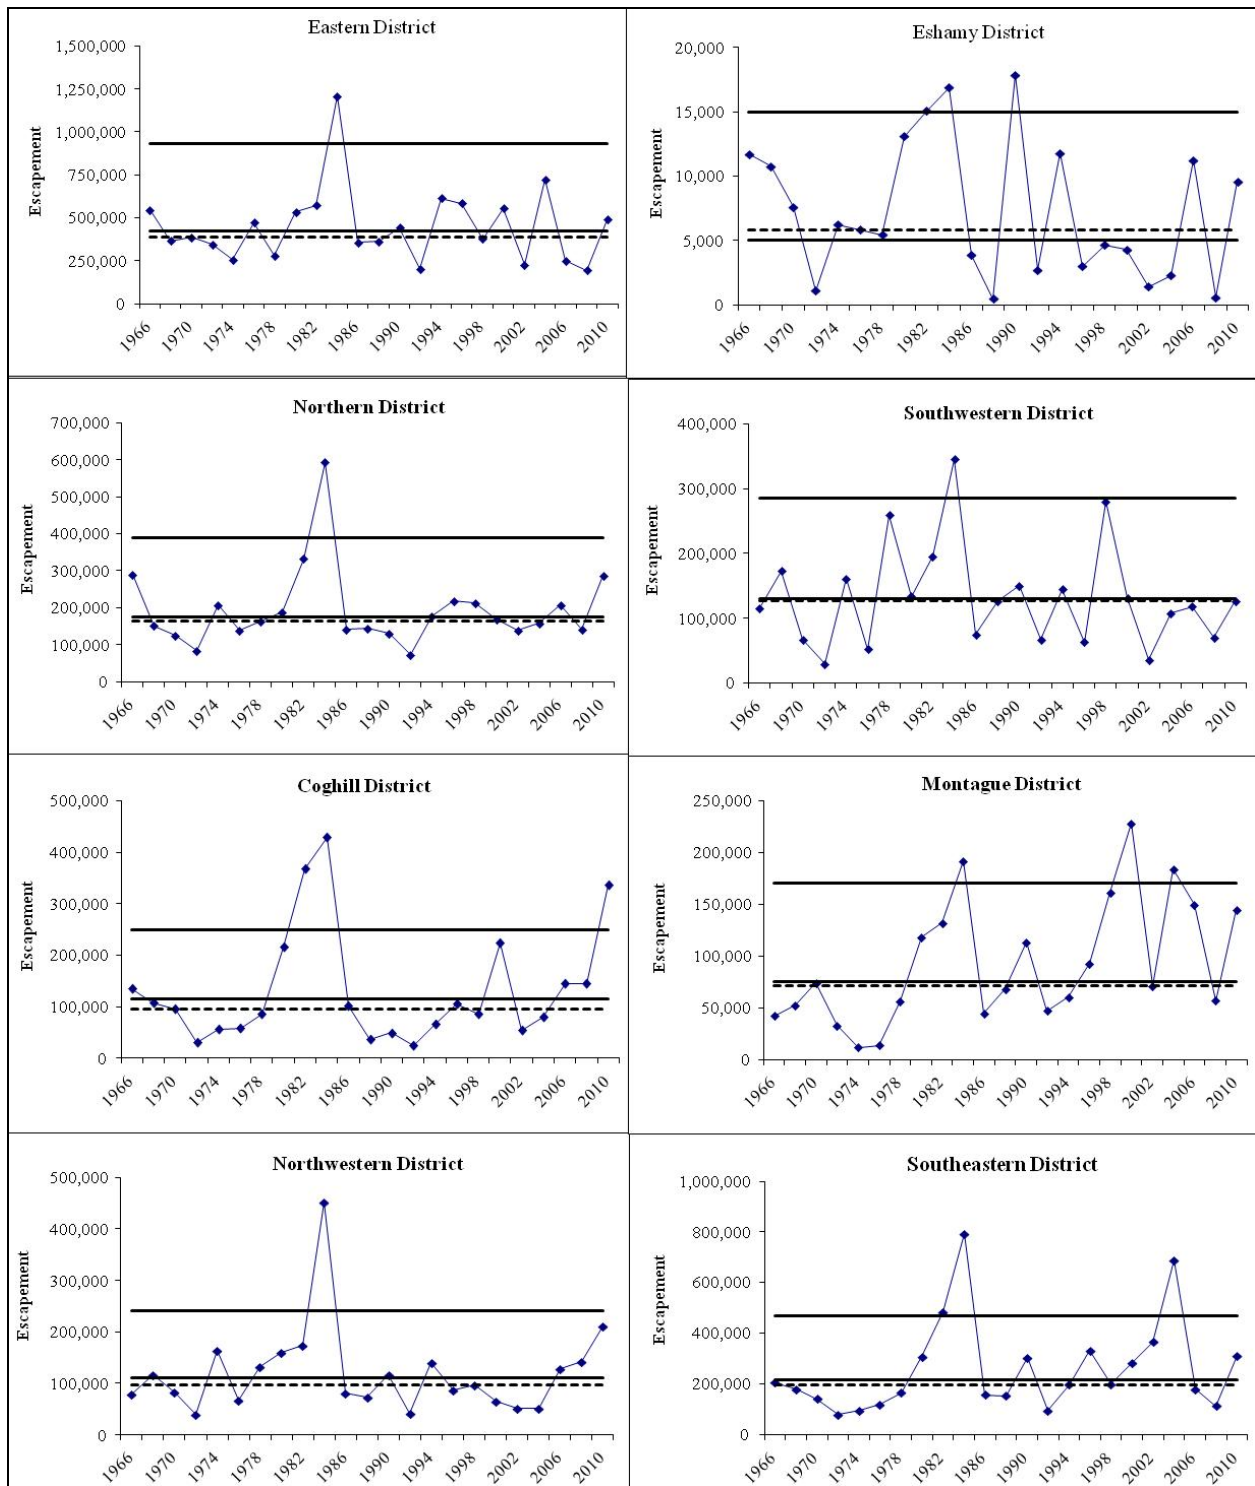 Eastern District
Escapement
1,500,000
1,250,000
1,000,000
750,000
500,000
250,000
0
1966 1970 1974 1978 1982 1986 1990 1994 1998 2002 2006 2010
Eshamy District
Escapement
20,000
15,000
10,000
5,000
0
1966 1970 1974 1978 1982 1986 1990 1994 1998 2002 2006 2010
Northern District
Escapement
700,000
600,000
500,000
400,000
300,000
200,000
100,000
0
1966 1970 1974 1978 1982 1986 1990 1994 1998 2002 2006 2010
Southwestern District
Escapement
400,000
300,000
200,000
100,000
0
1966 1970 1974 1978 1982 1986 1990 1994 1998 2002 2006 2010
Coghill District
Escapement
500,000
400,000
300,000
200,000
100,000
0
1966 1970 1974 1978 1982 1986 1990 1994 1998 2002 2006 2010
Montague District
Escapement
250,000
200,000
150,000
100,000
50,000
0
1966 1970 1974 1978 1982 1986 1990 1994 1998 2002 2006 2010
Northwestern District
Escapement
500,000
400,000
300,000
200,000
100,000
0
1966 1970 1974 1978 1982 1986 1990 1994 1998 2002 2006 2010
Southeastern District
Escapement
1,000,000
800,000
600,000
400,000
200,000
0
1966 1970 1974 1978 1982 1986 1990 1994 1998 2002 2006 2010